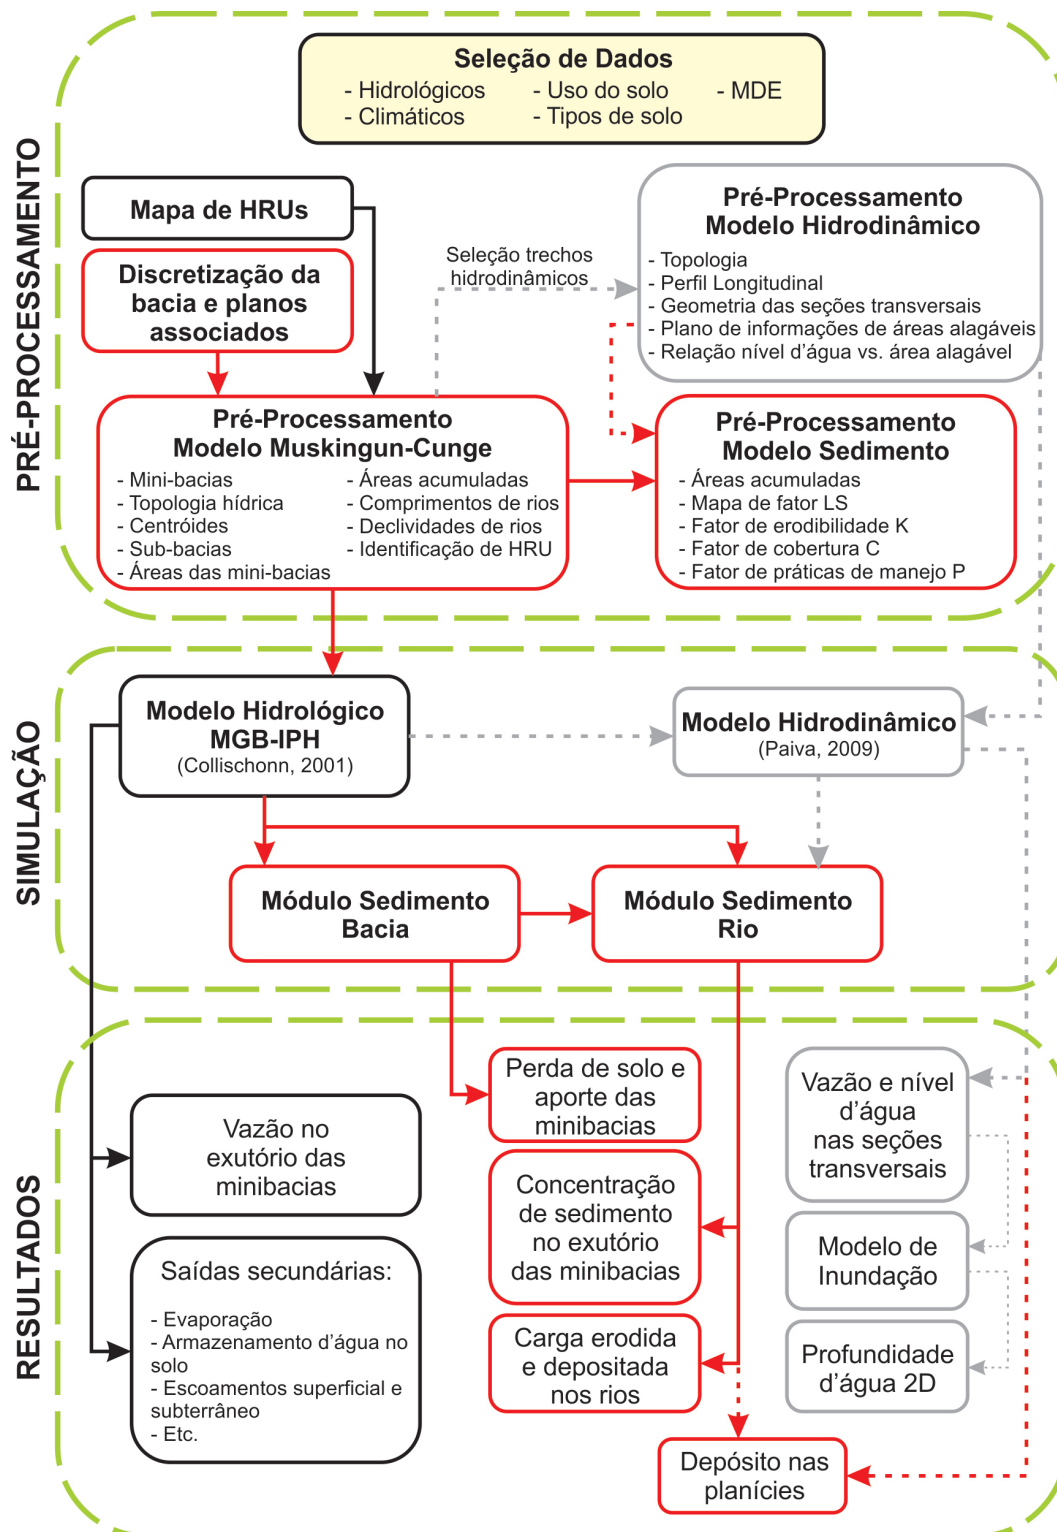 PRÉ-PROCESSAMENTO
Seleção de Dados
- Hidrológicos - Uso do solo - MDE
- Climáticos - Tipos de solo
Mapa de HRUs
Discretização da
bacia e planos
associados
Seleção trechos
hidrodinâmicos
Pré-Processamento
Modelo Hidrodinâmico
- Topologia
- Perfil Longitudinal
- Geometria das seções transversais
- Plano de informações de áreas alagáveis
- Relação nível d'água vs. área alagável
Pré-Processamento
Modelo Muskingun-Cunge
- Mini-bacias
- Topologia hídrica
- Centróides
- Sub-bacias
- Áreas das mini-bacias
- Áreas acumuladas
- Comprimentos de rios
- Declividades de rios
- Identificação de HRU
Pré-Processamento
Modelo Sedimento
- Áreas acumuladas
- Mapa de fator LS
- Fator de erodibilidade K
- Fator de cobertura C
- Fator de práticas de manejo P
SIMULAÇÃO
Modelo Hidrológico
MGB-IPH
(Collischonn, 2001)
Modelo Hidrodinâmico
(Paiva, 2009)
Módulo Sedimento
Bacia
Módulo Sedimento
Rio
RESULTADOS
Vazão no
exutório das
minibacias
Saídas secundárias:
- Evaporação
- Armazenamento d'água no
solo
- Escoamentos superficial e
subterrâneo
- Etc.
Perda de solo e
aporte das
minibacias
Concentração
de sedimento
no exutório
das minibacias
Carga erodida
e depositada
nos rios
Depósito nas
planícies
Vazão e nível
d'água
nas seções
transversais
Modelo de
Inundação
Profundidade
d'água 2D